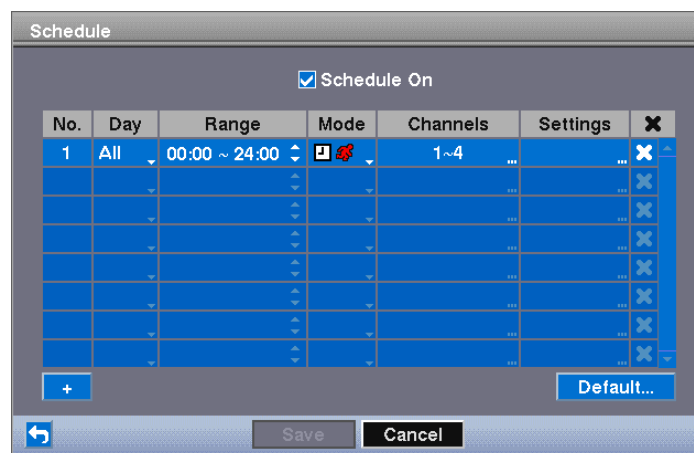 Schedule
Schedule On
No. Day Range Mode Channels Settings
1 All 00:00 ~ 24:00 1~4 ... ...
+ Default...
Save Cancel